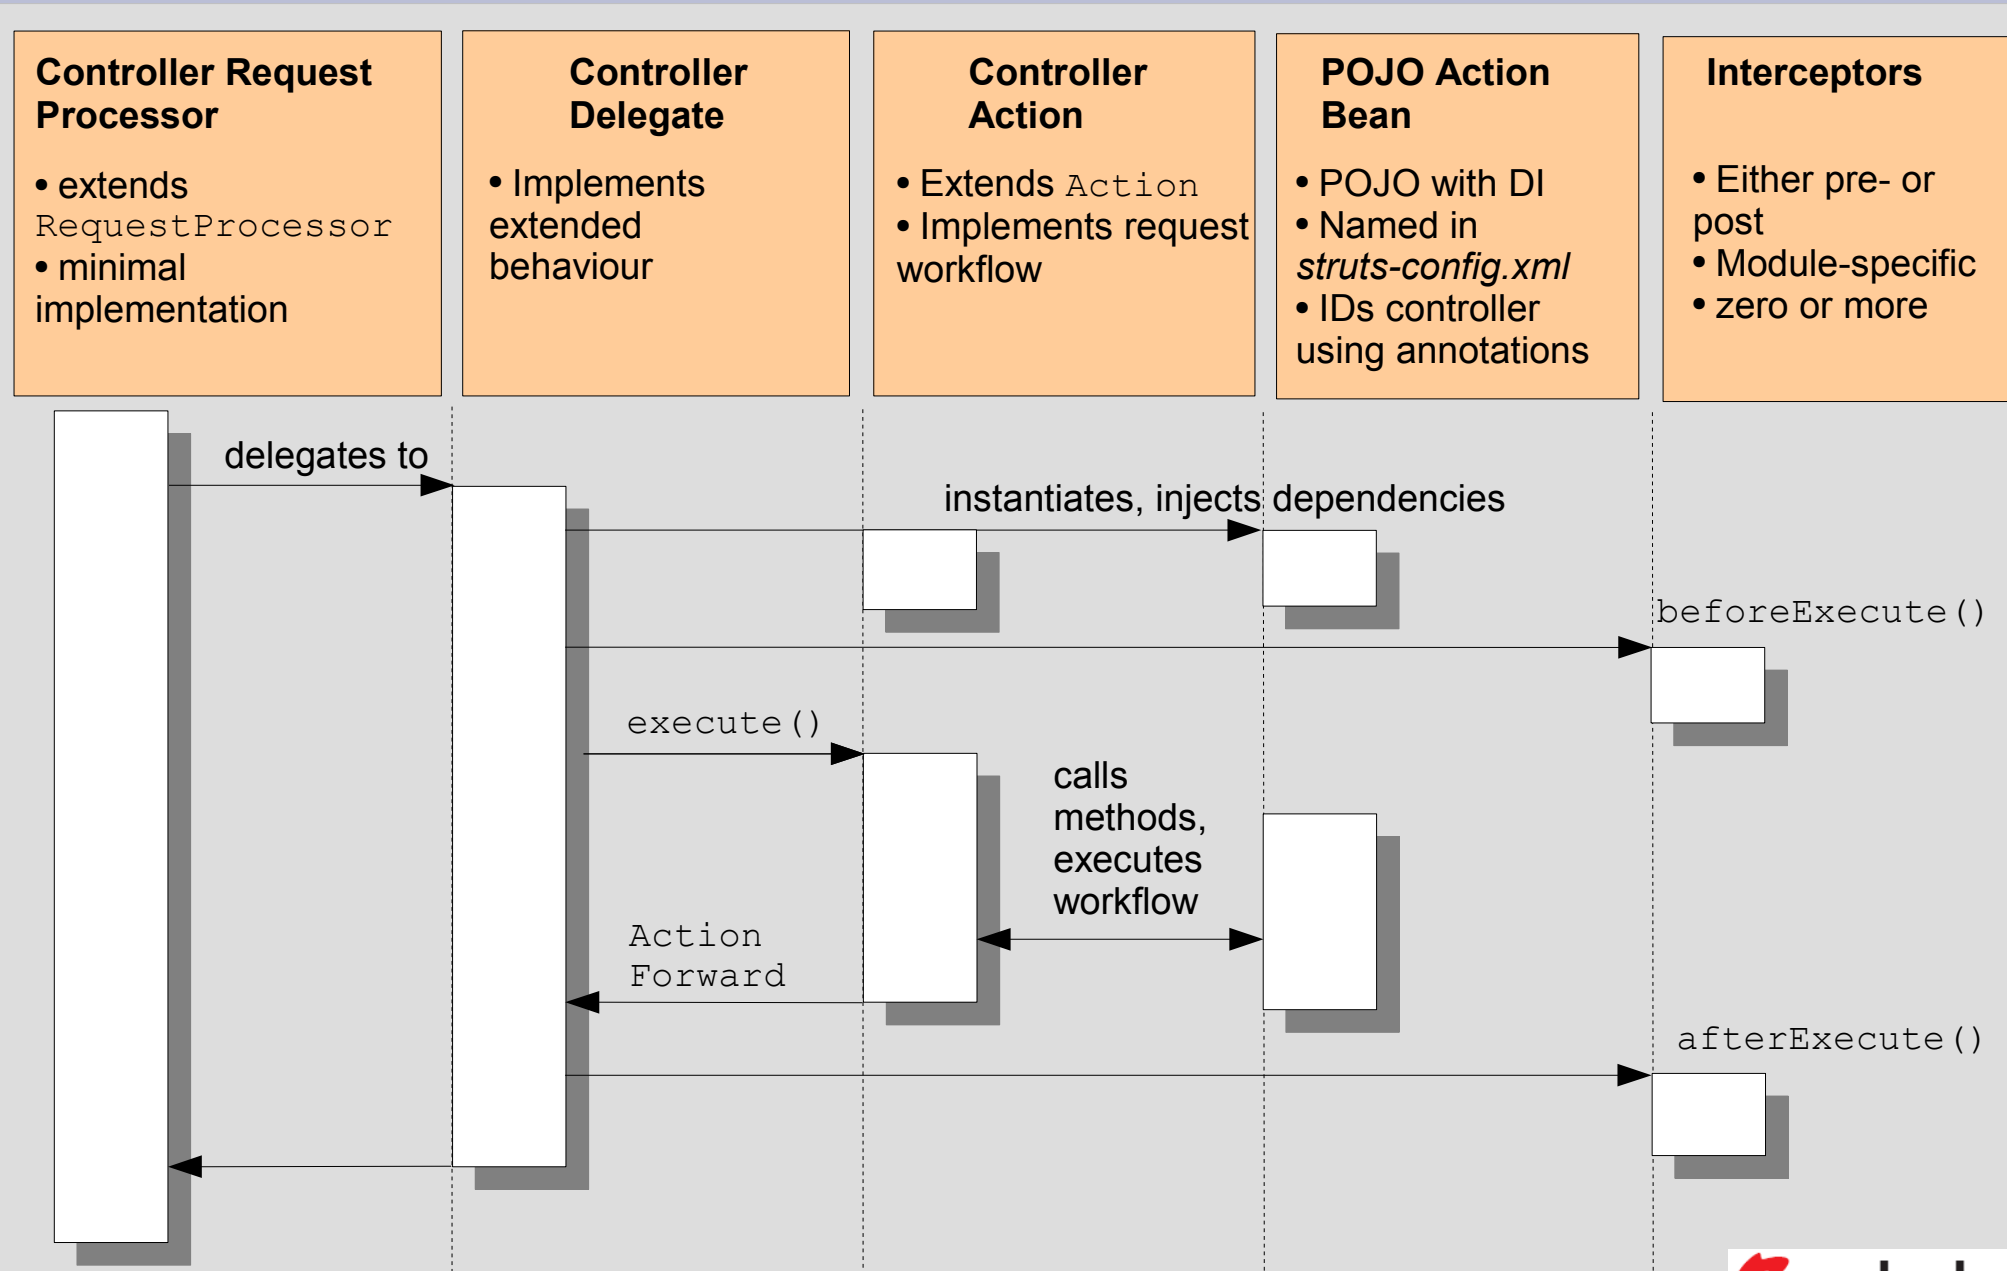 Controller Request
Processor
• extends
RequestProcessor
• minimal
implementation
Controller
Delegate
• Implements
extended
behaviour
Controller
Action
• Extends Action
• Implements request
workflow
POJO Action
Bean
• POJO with DI
• Named in
struts-config.xml
• IDs controller
using annotations
Interceptors
• Either pre- or
post
• Module-specific
• zero or more
delegates to
instantiates, injects dependencies
beforeExecute()
execute()
calls
methods,
executes
workflow
Action
Forward
afterExecute()